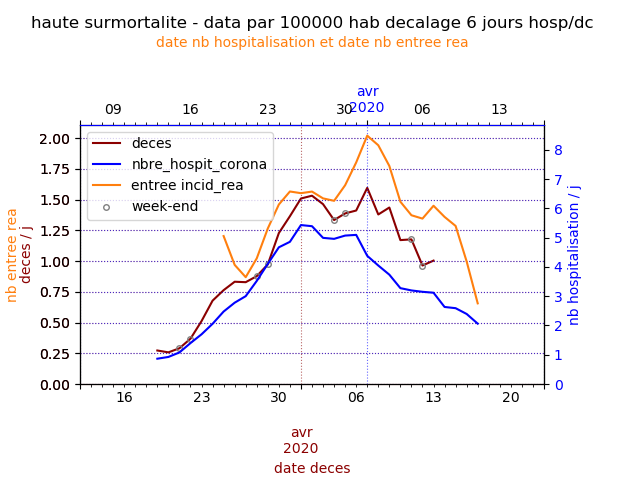 haute surmortalite - data par 100000 hab decalage 6 jours hosp/dc
date nb hospitalisation et date nb entree rea
avr
2020
09 16 23 30 06 13
deces
nbre_hospit_corona
entree incid_rea
week-end
2.00
1.75
1.50
1.25
1.00
0.75
0.50
0.25
0.00
nb entree rea
deces / j
8
7
6
5
4
3
2
1
0
nb hospitalisation / j
16 23 30 06 13 20
avr
2020
date deces